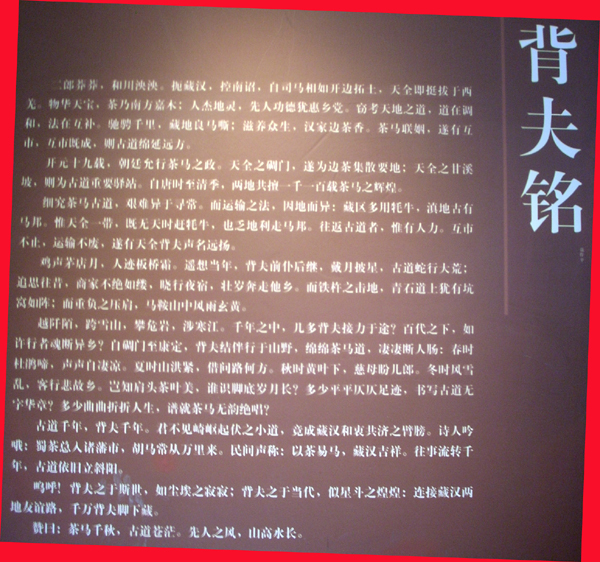 背夫铭
二郎莽莽，和川泱泱。扼藏汉，控南诏，自司马相如开边拓土，天全即挺拔于西
羌。物华天宝，茶乃南方嘉木；人杰地灵，先人功德优惠乡党。窃考天地之道，道在调
和，法在互补。驰骋千里，藏地良马嘶；滋养众生，汉家边茶香。茶马联姻，遂有互
市，互市既成，则古道绵延远方。
开元十九载，朝廷允行茶马之政。天全之碉门，遂为边茶集散要地；天全之甘溪
坡，则为古道重要驿站。自唐时至清季，两地共擅一千一百载茶马之辉煌。
细究茶马古道，艰难异于寻常。而运输之法，因地而异：藏区多用牦牛，滇地古有
马邦。惟天全一带，既无天时赶牦牛，也乏地利走马邦。往返古道者，惟有人力。互市
不止，运输不废，遂有天全背夫声名远扬。
鸡声茅店月，人迹板桥霜。遥想当年，背夫前仆后继，戴月披星，古道蛇行大荒；
追思往昔，商家不绝如缕，晓行夜宿，壮岁奔走他乡。而铁杵之击地，青石道上犹有坑
窝如阵；而重负之压肩，马鞍山中风雨玄黄。
越阡陌，跨雪山，攀危岩，涉寒江。千年之中，几多背夫接力于途？百代之下，如
许行者魂断异乡？自碉门至康定，背夫结伴行于山野，绵绵茶马道，凄凄断人肠：春时
杜鹃啼，声声自凄凉。夏时山洪紧，借问路何方。秋时黄叶下，慈母盼儿郎。冬时风雪
乱，客行悲故乡。岂知肩头茶叶美，谁识脚底岁月长？多少平平仄仄足迹，书写古道无
字华章？多少曲曲折折人生，谱就茶马无韵绝唱？
古道千年，背夫千年。君不见崎岖起伏之小道，竟成藏汉和衷共济之臂膀。诗人吟
哦：蜀茶总入诸藩市，胡马常从万里来。民间声称：以茶易马，藏汉吉祥。往事流转千
年，古道依旧立斜阳。
呜呼！背夫之于斯世，如尘埃之寂寂；背夫之于当代，似星斗之煌煌；连接藏汉两
地友谊路，千万背夫脚下藏。
赞曰：茶马千秋，古道苍茫。先人之风，山高水长。